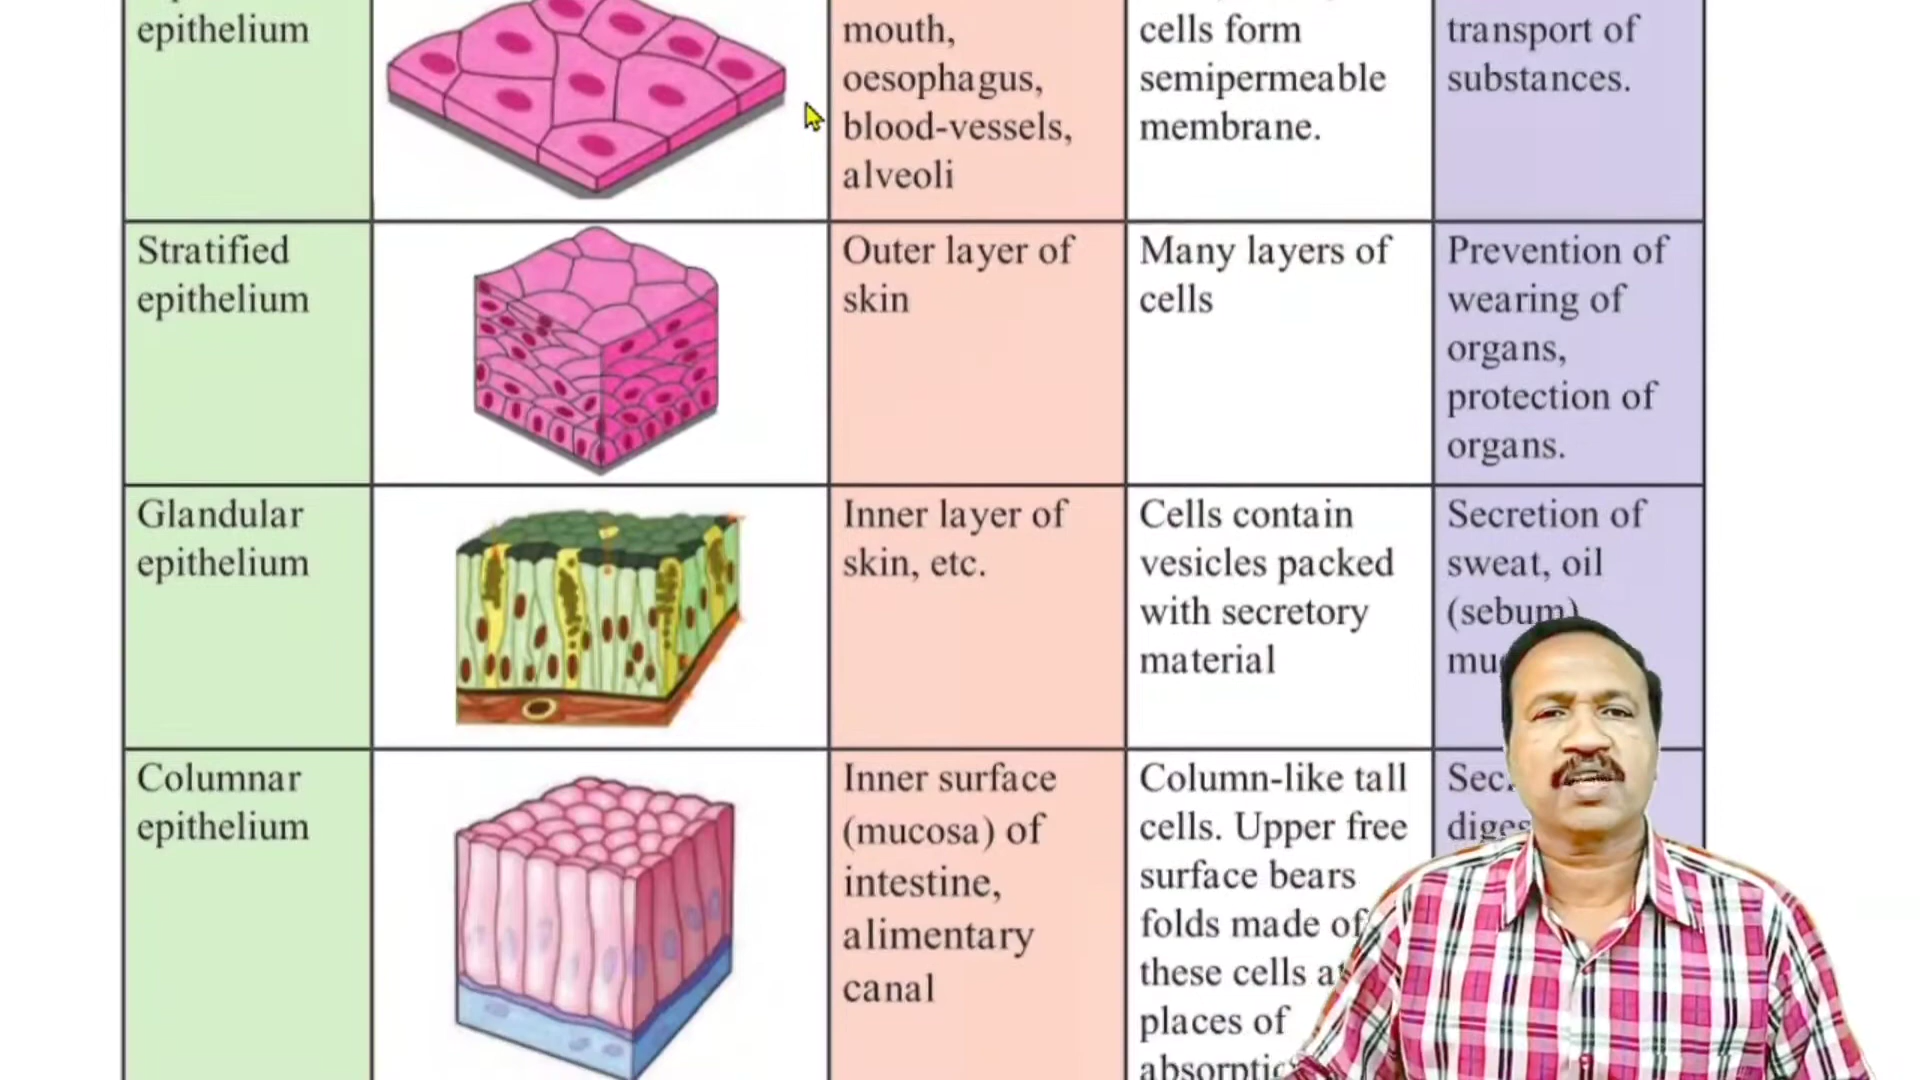 epithelium
mouth,
oesophagus,
blood-vessels,
alveoli
cells form
semipermeable
membrane.
transport of
substances.
Stratified
epithelium
Outer layer of
skin
Many layers of
cells
Prevention of
wearing of
organs,
protection of
organs.
Glandular
epithelium
Inner layer of
skin, etc.
Cells contain
vesicles packed
with secretory
material
Secretion of
sweat, oil
(sebum)
Columnar
epithelium
Inner surface
(mucosa) of
intestine,
alimentary
canal
Column-like tall
cells. Upper free
surface bears
folds made of
these cells at
places of